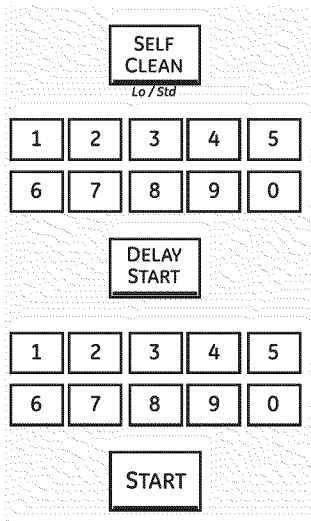 SELF
CLEAN
Lo / Std
1 2 3 4 5
6 7 8 9 0
DELAY
START
1 2 3 4 5
6 7 8 9 0
START